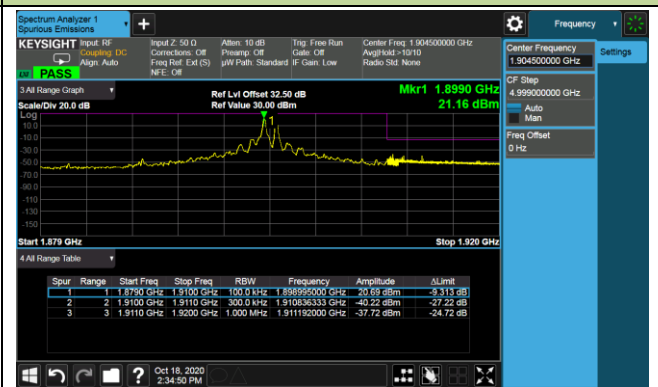 Spectrum Analyzer 1
Spurious Emissions
Frequency
KEYSIGHT Input: RF
Coupling: DC
Align: Auto
Input Z: 50 Ω
Corrections: Off
Freq Ref: Ext (S)
NFE: Off
Atten: 10 dB
Preamp: Off
µW Path: Standard
Trig: Free Run
Gate: Off
IF Gain: Low
Center Freq: 1.904500000 GHz
Avg|Hold:>10/10
Radio Std: None
LM PASS
Center Frequency
1.904500000 GHz
Settings
CF Step
4.999000000 GHz
Auto
Man
Freq Offset
0 Hz
3 All Range Graph
Scale/Div 20.0 dB
Ref Lvl Offset 32.50 dB
Ref Value 30.00 dBm
Mkr1 1.8990 GHz
21.16 dBm
Log
10.0
-10.0
-30.0
-50.0
-70.0
-90.0
-110
-130
-150
1
Start 1.879 GHz
Stop 1.920 GHz
4 All Range Table
Spur Range Start Freq Stop Freq RBW Frequency Amplitude ΔLimit
1 1 1.8790 GHz 1.9100 GHz 100.0 kHz 1.898995000 GHz 20.69 dBm -9.313 dB
2 2 1.9100 GHz 1.9110 GHz 300.0 kHz 1.910836333 GHz -40.22 dBm -27.22 dB
3 3 1.9110 GHz 1.9200 GHz 1.000 MHz 1.911192000 GHz -37.72 dBm -24.72 dB
Oct 18, 2020
2:34:50 PM